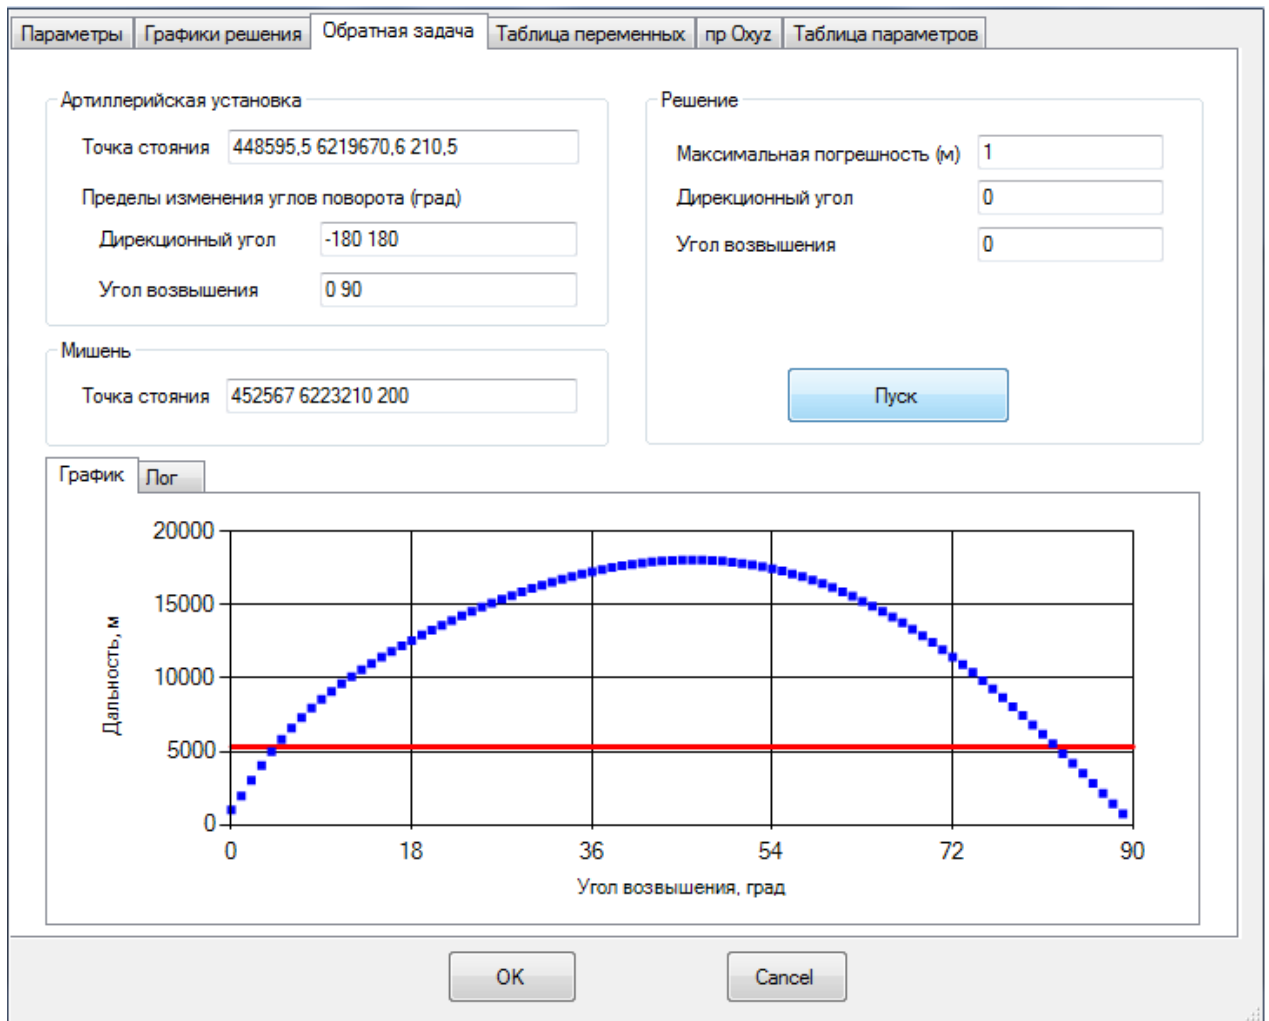 Параметры Графики решения Обратная задача Таблица переменных пр Oxyz Таблица параметров
Артиллерийская установка
Точка стояния 448595,5 6219670,6 210,5
Пределы изменения углов поворота (град)
Дирекционный угол -180 180
Угол возвышения 0 90
Мишень
Точка стояния 452567 6223210 200
Решение
Максимальная погрешность (м) 1
Дирекционный угол 0
Угол возвышения 0
Пуск
График Лог
20000
15000
10000
5000
0
Дальность, м
0 18 36 54 72 90
Угол возвышения, град
OK Cancel